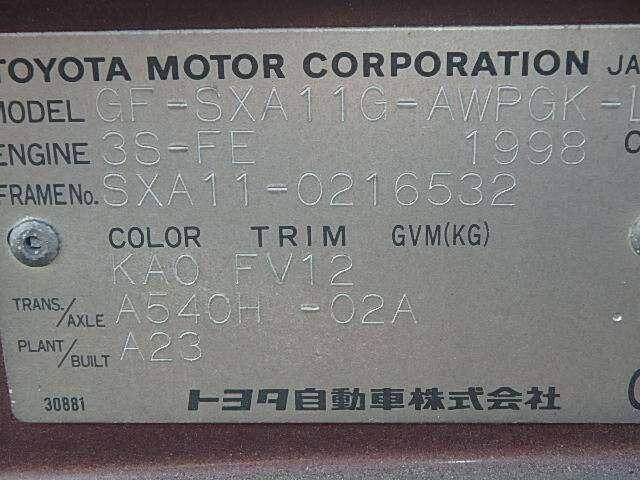 TOYOTA MOTOR CORPORATION JA
MODEL GF-SXA11G-AWPGK-L
ENGINE 3S-FE 1998 C
FRAME No. SXA11-0216532
COLOR TRIM GVM(KG)
KA0 FV12
TRANS./AXLE A540H -02A
PLANT/BUILT A23
30881 トヨタ自動車株式会社